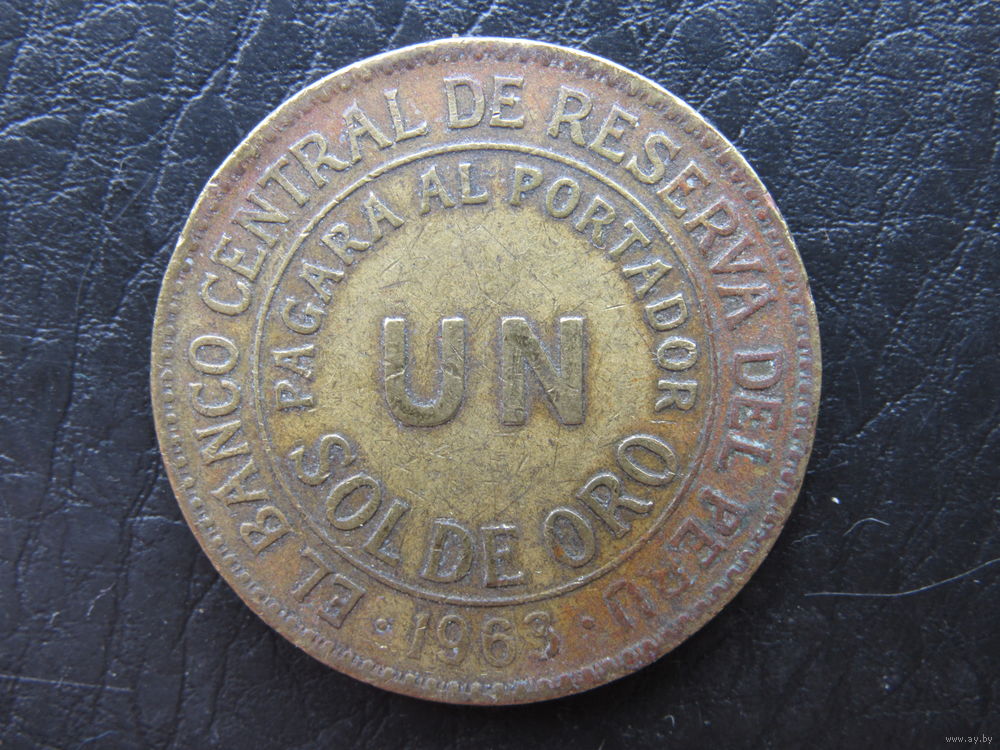 EL BANCO CENTRAL DE RESERVA DEL PERU
PAGARA AL PORTADOR
UN
SOL DE ORO
· 1963 ·
www.ay.by